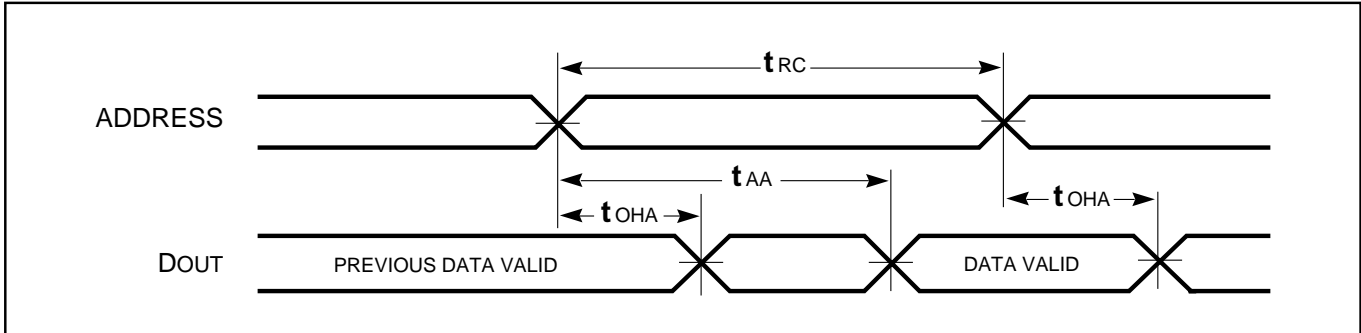 tRC
ADDRESS
tAA
tOHA
tOHA
DOUT
PREVIOUS DATA VALID
DATA VALID